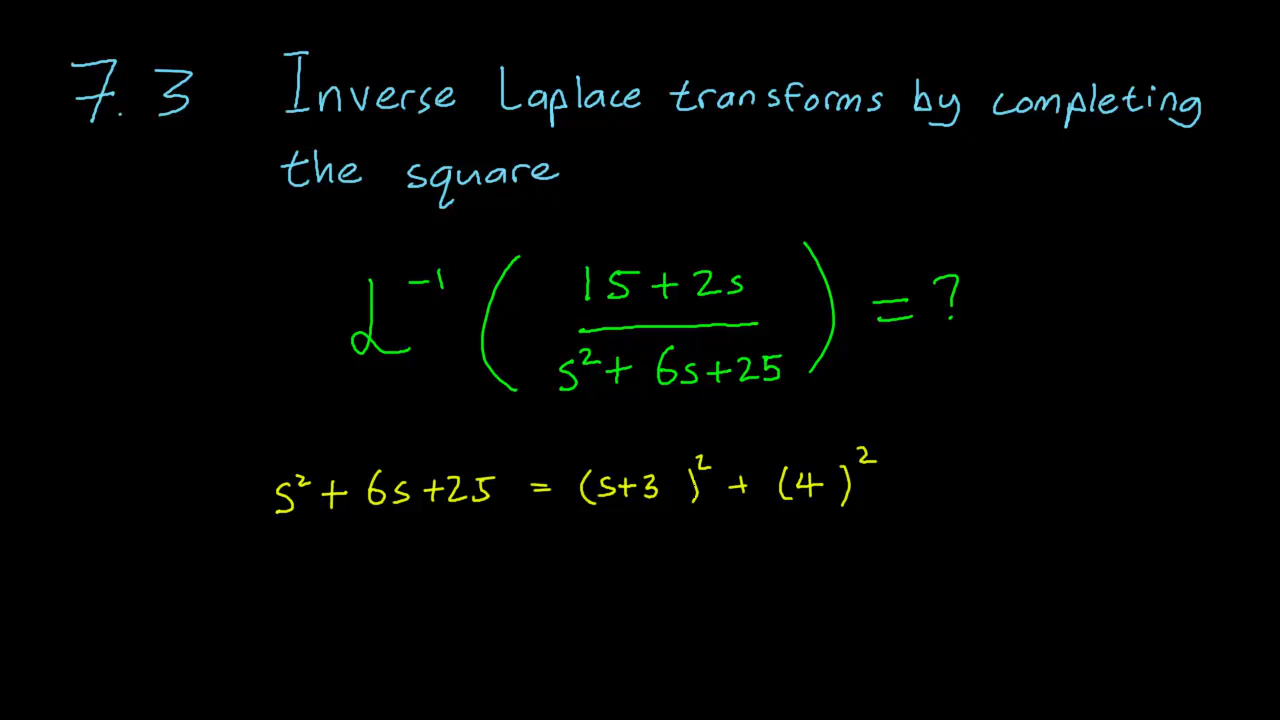 7.3 Inverse Laplace transforms by completing
the square
ℒ⁻¹ ( (15+2s) / (s²+6s+25) ) = ?
s²+6s+25 = (s+3)² + (4)²